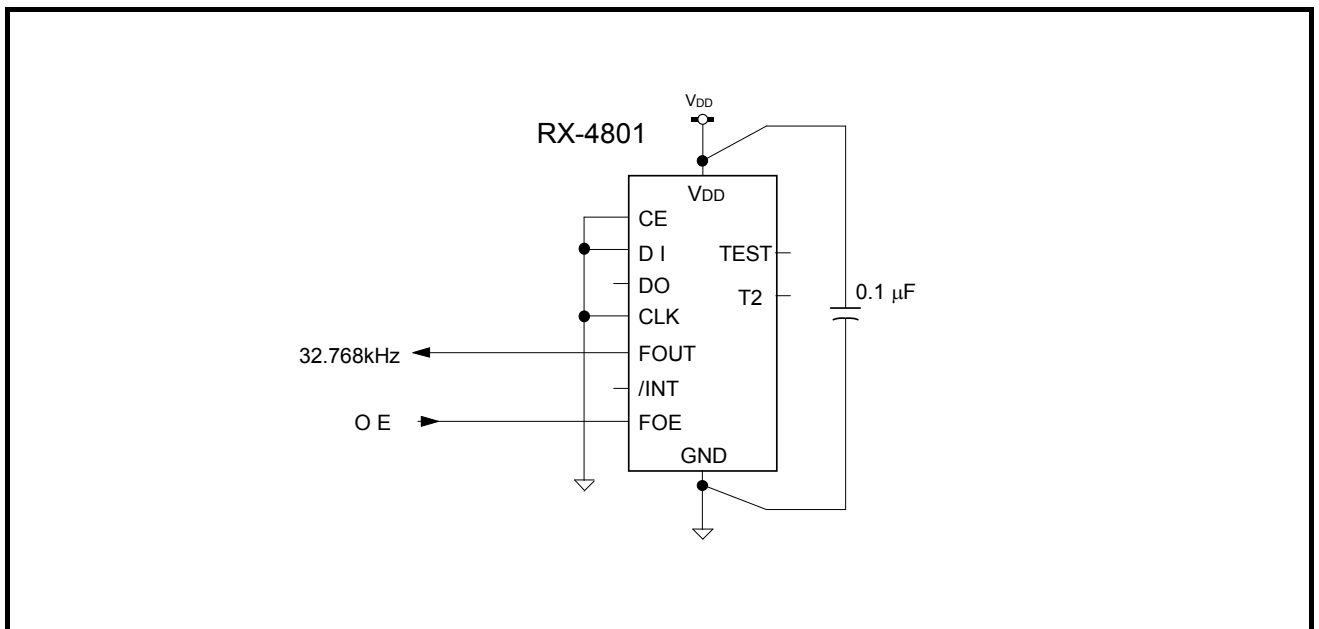 VDD
RX-4801
VDD
CE
D I
TEST
DO
T2
0.1 μF
CLK
32.768kHz
FOUT
/INT
O E
FOE
GND